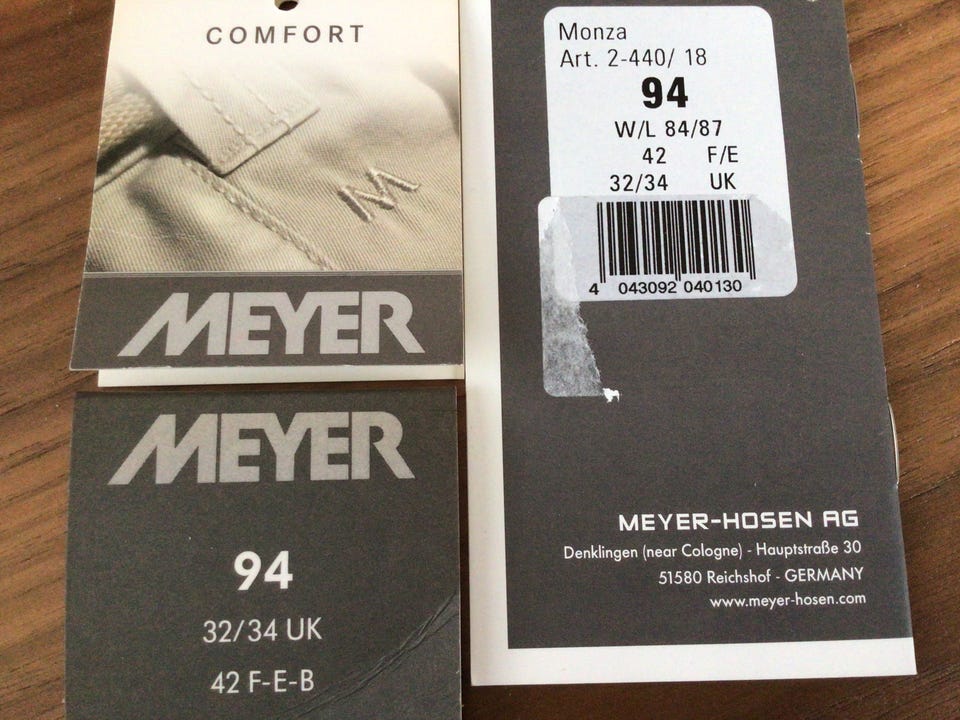 COMFORT
M
MEYER
MEYER
94
32/34 UK
42 F-E-B
Monza
Art. 2-440/ 18
94
W/L 84/87
42 F/E
32/34 UK
4 043092 040130
MEYER-HOSEN AG
Denklingen (near Cologne) - Hauptstraße 30
51580 Reichshof - GERMANY
www.meyer-hosen.com